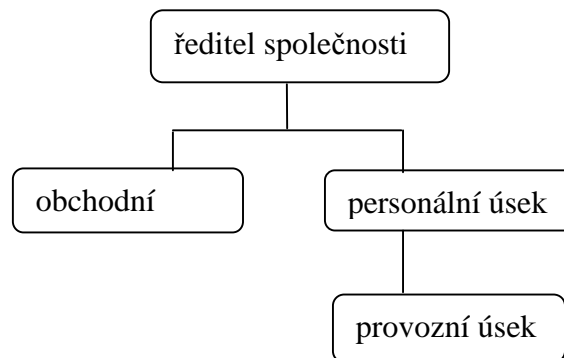 ředitel společnosti
obchodní
personální úsek
provozní úsek